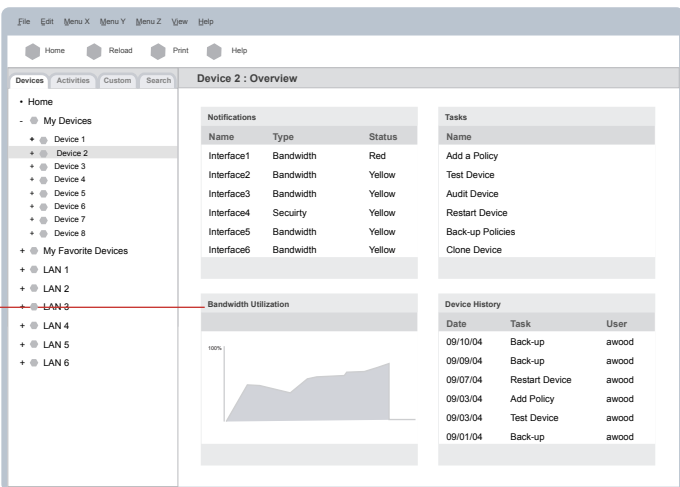 File Edit Menu X Menu Y Menu Z View Help
Home Reload Print Help
Devices Activities Custom Search
Device 2 : Overview
• Home
- My Devices
+ Device 1
+ Device 2
+ Device 3
+ Device 4
+ Device 5
+ Device 6
+ Device 7
+ Device 8
+ My Favorite Devices
+ LAN 1
+ LAN 2
+ LAN 3
+ LAN 4
+ LAN 5
+ LAN 6
Notifications
Name Type Status
Interface1 Bandwidth Red
Interface2 Bandwidth Yellow
Interface3 Bandwidth Yellow
Interface4 Secuirty Yellow
Interface5 Bandwidth Yellow
Interface6 Bandwidth Yellow
Tasks
Name
Add a Policy
Test Device
Audit Device
Restart Device
Back-up Policies
Clone Device
Bandwidth Utilization
100%
Device History
Date Task User
09/10/04 Back-up awood
09/09/04 Back-up awood
09/07/04 Restart Device awood
09/03/04 Add Policy awood
09/03/04 Test Device awood
09/01/04 Back-up awood